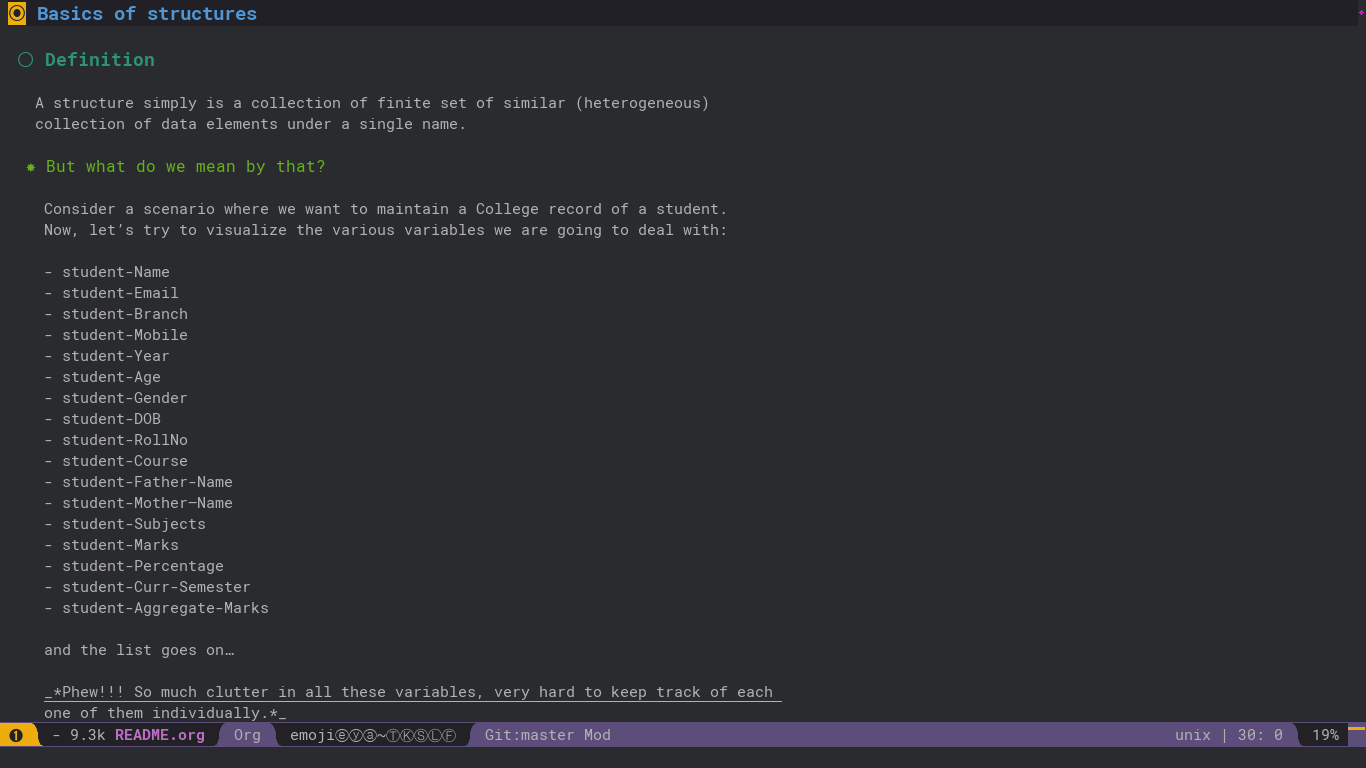 Basics of structures
Definition
A structure simply is a collection of finite set of similar (heterogeneous)
collection of data elements under a single name.
But what do we mean by that?
Consider a scenario where we want to maintain a College record of a student.
Now, let’s try to visualize the various variables we are going to deal with:
- student-Name
- student-Email
- student-Branch
- student-Mobile
- student-Year
- student-Age
- student-Gender
- student-DOB
- student-RollNo
- student-Course
- student-Father-Name
- student-Mother–Name
- student-Subjects
- student-Marks
- student-Percentage
- student-Curr-Semester
- student-Aggregate-Marks
and the list goes on…
_*Phew!!! So much clutter in all these variables, very hard to keep track of each
one of them individually.*_
❶ - 9.3k README.org Org emojiⓔⓨⓐ~ⓉⓀⓈⓁⒻ Git:master Mod unix | 30: 0 19%